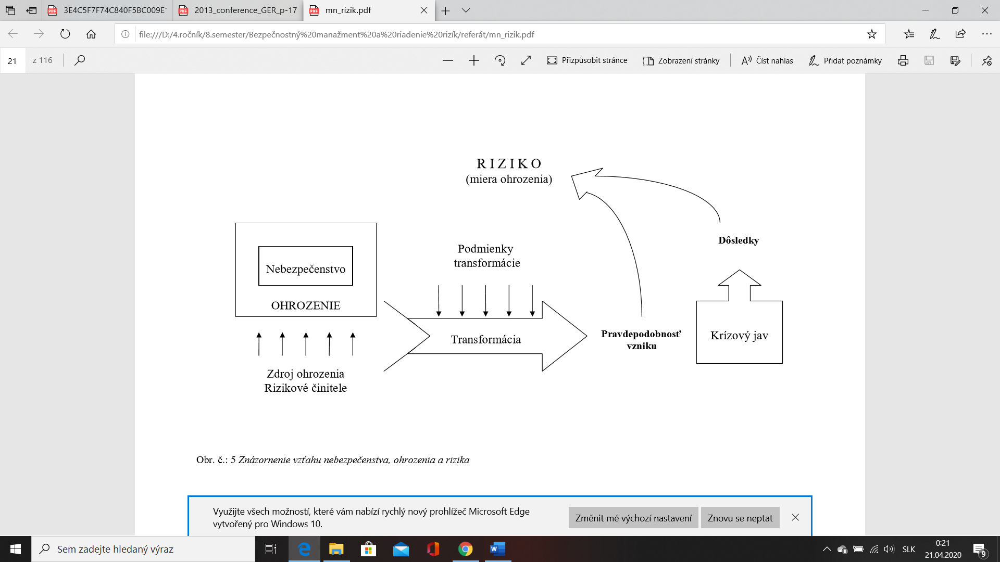 3E4C5F7F74C840F5BC009E
2013_conference_GER_p-17
mn_rizik.pdf
file:///D:/4.ročník/8.semester/Bezpečnostný%20manažment%20a%20riadenie%20rizík/referát/mn_rizik.pdf
21
z 116
Přizpůsobit stránce
Zobrazení stránky
Číst nahlas
Přidat poznámky
R I Z I K O
(miera ohrozenia)
Nebezpečenstvo
OHROZENIE
Zdroj ohrozenia
Rizikové činitele
Podmienky
transformácie
Transformácia
Pravdepodobnosť
vzniku
Dôsledky
Krízový jav
Obr. č.: 5 Znázornenie vzťahu nebezpečenstva, ohrozenia a rizika
Využijte všech možností, které vám nabízí rychlý nový prohlížeč Microsoft Edge
vytvořený pro Windows 10.
Změnit mé výchozí nastavení
Znovu se neptat
Sem zadejte hledaný výraz
SLK
0:21
21.04.2020
9